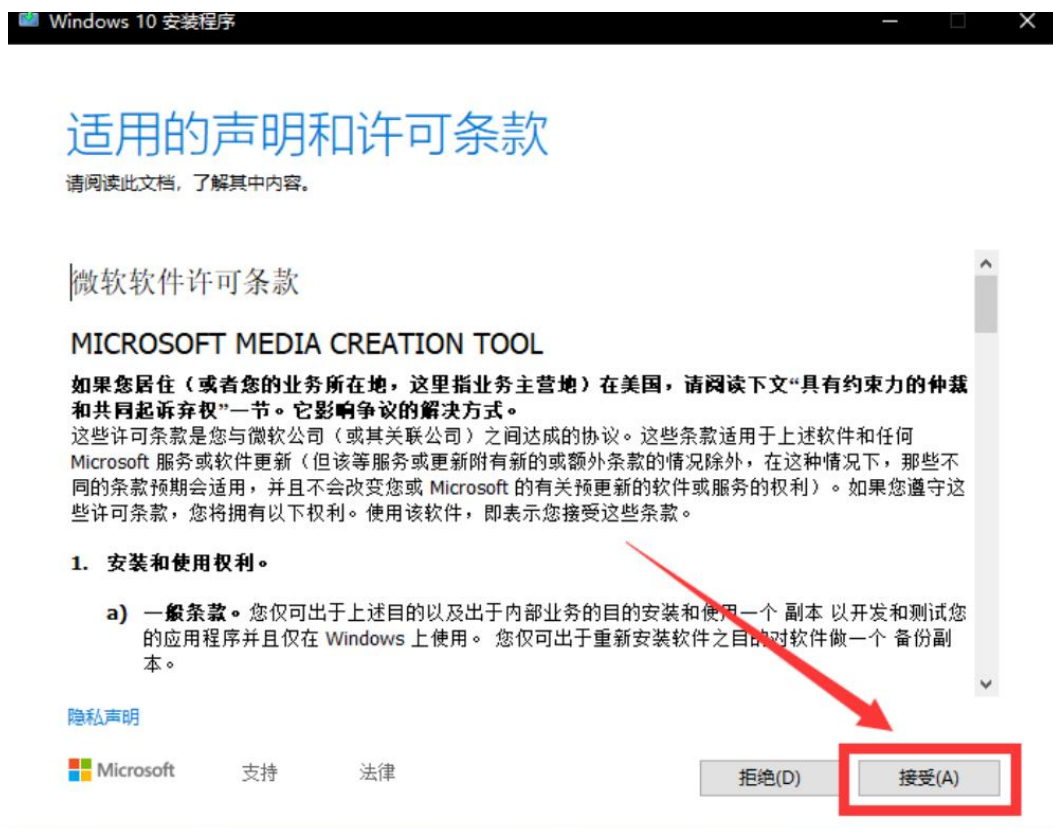 Windows 10 安装程序
适用的声明和许可条款
请阅读此文档，了解其中内容。
微软软件许可条款
MICROSOFT MEDIA CREATION TOOL
如果您居住（或者您的业务所在地，这里指业务主营地）在美国，请阅读下文“具有约束力的仲裁
和共同起诉弃权”一节。它影响争议的解决方式。
这些许可条款是您与微软公司（或其关联公司）之间达成的协议。这些条款适用于上述软件和任何
Microsoft 服务或软件更新（但该等服务或更新附有新的或额外条款的情况除外，在这种情况下，那些不
同的条款预期会适用，并且不会改变您或 Microsoft 的有关预更新的软件或服务的权利）。如果您遵守这
些许可条款，您将拥有以下权利。使用该软件，即表示您接受这些条款。
1. 安装和使用权利。
a) 一般条款。您仅可出于上述目的以及出于内部业务的目的安装和使用一个 副本 以开发和测试您
的应用程序并且仅在 Windows 上使用。 您仅可出于重新安装软件之目的对软件做一个 备份副
本。
隐私声明
Microsoft 支持 法律 拒绝(D) 接受(A)